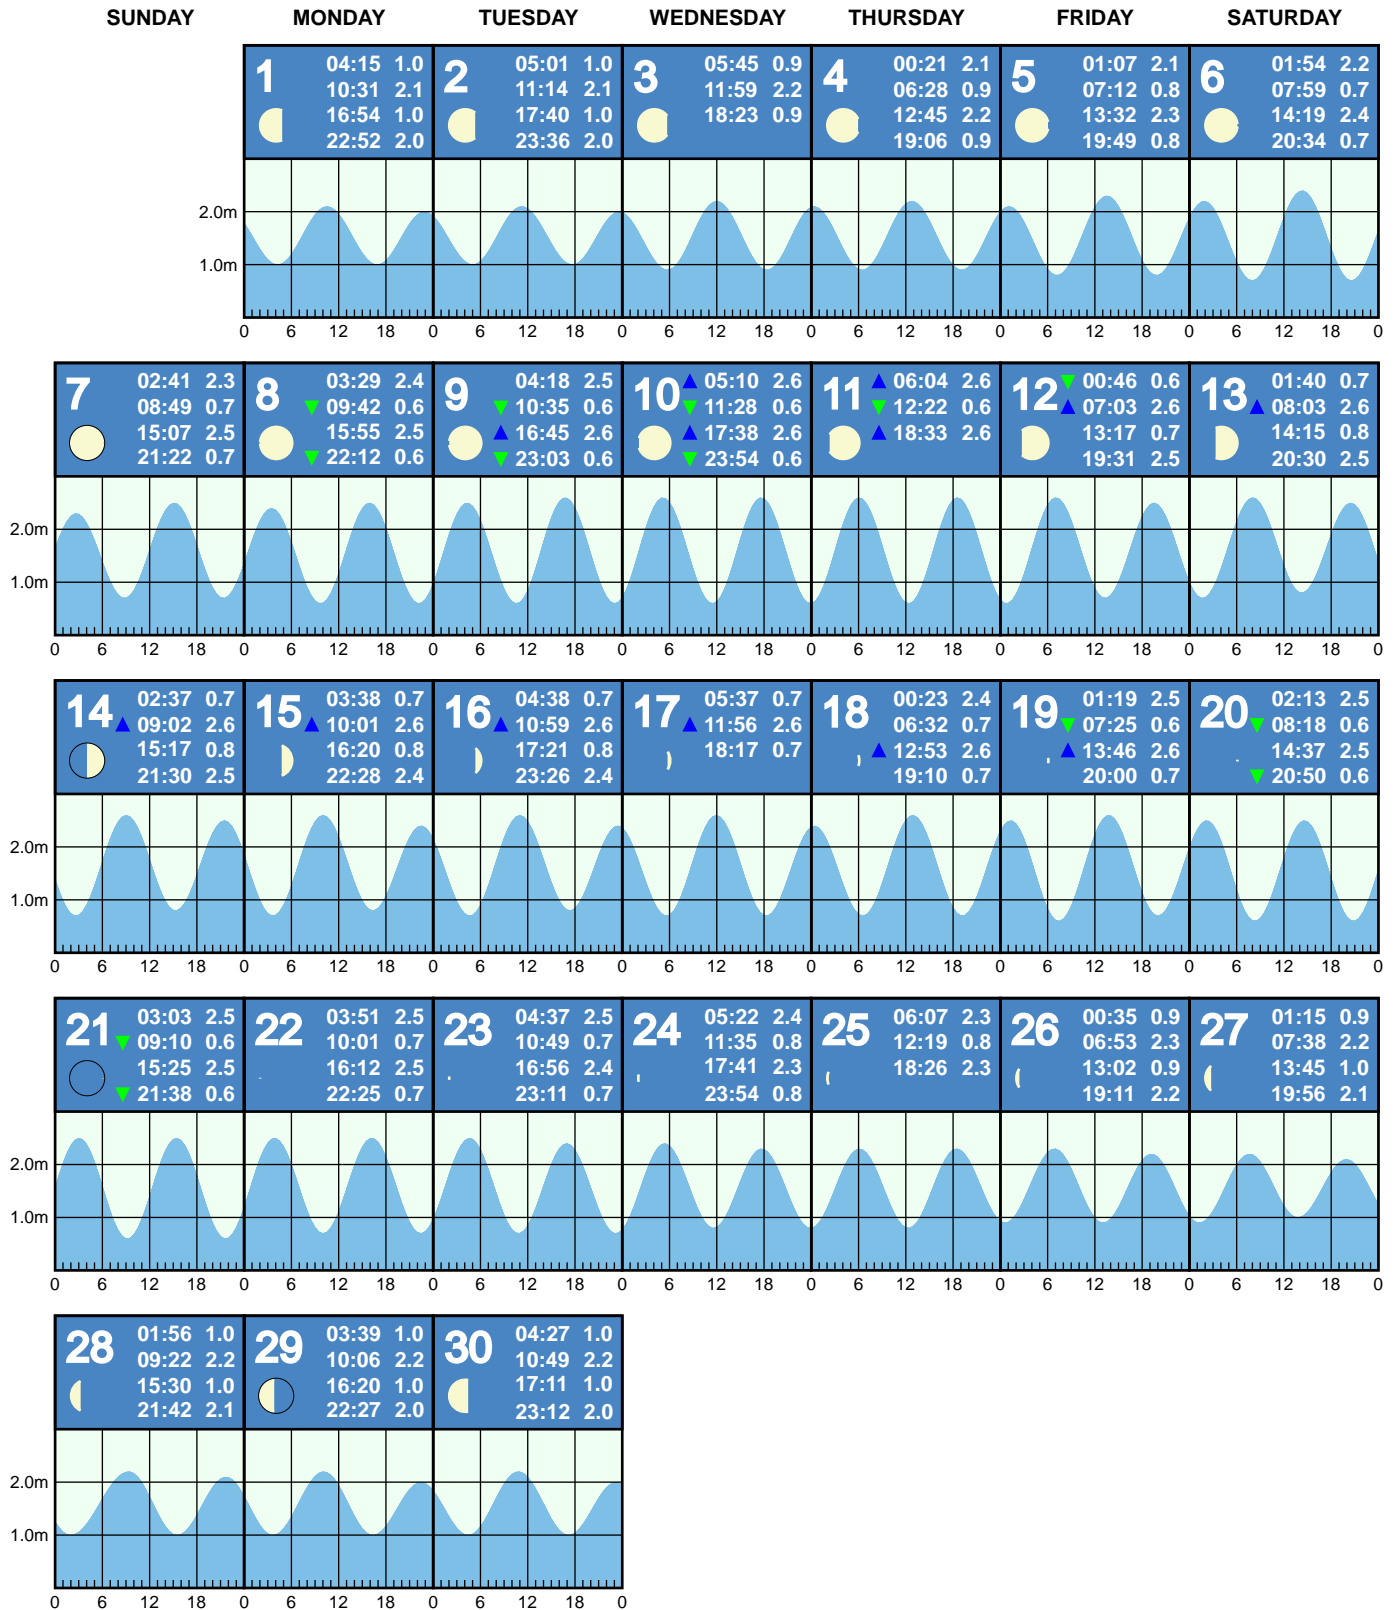 SUNDAY MONDAY TUESDAY WEDNESDAY THURSDAY FRIDAY SATURDAY
1
04:15 1.0
10:31 2.1
16:54 1.0
22:52 2.0
2
05:01 1.0
11:14 2.1
17:40 1.0
23:36 2.0
3
05:45 0.9
11:59 2.2
18:23 0.9
4
00:21 2.1
06:28 0.9
12:45 2.2
19:06 0.9
5
01:07 2.1
07:12 0.8
13:32 2.3
19:49 0.8
6
01:54 2.2
07:59 0.7
14:19 2.4
20:34 0.7
2.0m
1.0m
0 6 12 18 0 6 12 18 0 6 12 18 0 6 12 18 0 6 12 18 0 6 12 18 0
7
02:41 2.3
08:49 0.7
15:07 2.5
21:22 0.7
8
03:29 2.4
▼ 09:42 0.6
15:55 2.5
▼ 22:12 0.6
9
04:18 2.5
▼ 10:35 0.6
▲ 16:45 2.6
▼ 23:03 0.6
10
▲ 05:10 2.6
▼ 11:28 0.6
▲ 17:38 2.6
▼ 23:54 0.6
11
▲ 06:04 2.6
▼ 12:22 0.6
▲ 18:33 2.6
12
▼ 00:46 0.6
▲ 07:03 2.6
13:17 0.7
19:31 2.5
13
01:40 0.7
▲ 08:03 2.6
14:15 0.8
20:30 2.5
2.0m
1.0m
0 6 12 18 0 6 12 18 0 6 12 18 0 6 12 18 0 6 12 18 0 6 12 18 0 6 12 18 0
14
02:37 0.7
▲ 09:02 2.6
15:17 0.8
21:30 2.5
15
03:38 0.7
▲ 10:01 2.6
16:20 0.8
22:28 2.4
16
04:38 0.7
▲ 10:59 2.6
17:21 0.8
23:26 2.4
17
05:37 0.7
▲ 11:56 2.6
18:17 0.7
18
00:23 2.4
06:32 0.7
▲ 12:53 2.6
19:10 0.7
19
01:19 2.5
▼ 07:25 0.6
▲ 13:46 2.6
20:00 0.7
20
02:13 2.5
▼ 08:18 0.6
14:37 2.5
▼ 20:50 0.6
2.0m
1.0m
0 6 12 18 0 6 12 18 0 6 12 18 0 6 12 18 0 6 12 18 0 6 12 18 0 6 12 18 0
21
03:03 2.5
▼ 09:10 0.6
15:25 2.5
▼ 21:38 0.6
22
03:51 2.5
10:01 0.7
16:12 2.5
22:25 0.7
23
04:37 2.5
10:49 0.7
16:56 2.4
23:11 0.7
24
05:22 2.4
11:35 0.8
17:41 2.3
23:54 0.8
25
06:07 2.3
12:19 0.8
18:26 2.3
26
00:35 0.9
06:53 2.3
13:02 0.9
19:11 2.2
27
01:15 0.9
07:38 2.2
13:45 1.0
19:56 2.1
2.0m
1.0m
0 6 12 18 0 6 12 18 0 6 12 18 0 6 12 18 0 6 12 18 0 6 12 18 0 6 12 18 0
28
01:56 1.0
09:22 2.2
15:30 1.0
21:42 2.1
29
03:39 1.0
10:06 2.2
16:20 1.0
22:27 2.0
30
04:27 1.0
10:49 2.2
17:11 1.0
23:12 2.0
2.0m
1.0m
0 6 12 18 0 6 12 18 0 6 12 18 0